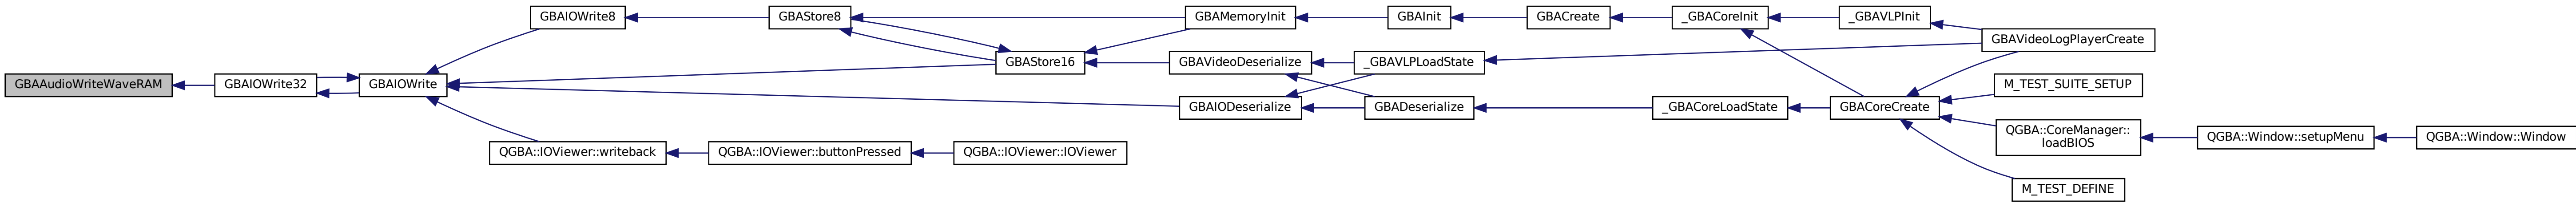 GBAAudioWriteWaveRAM
GBAIOWrite32
GBAIOWrite
GBAIOWrite8
GBAStore8
GBAStore16
GBAMemoryInit
GBAInit
GBACreate
_GBACoreInit
_GBAVLPInit
GBAVideoLogPlayerCreate
GBAVideoDeserialize
_GBAVLPLoadState
GBAIODeserialize
GBADeserialize
_GBACoreLoadState
GBACoreCreate
M_TEST_SUITE_SETUP
QGBA::CoreManager::
loadBIOS
QGBA::Window::setupMenu
QGBA::Window::Window
M_TEST_DEFINE
QGBA::IOViewer::writeback
QGBA::IOViewer::buttonPressed
QGBA::IOViewer::IOViewer